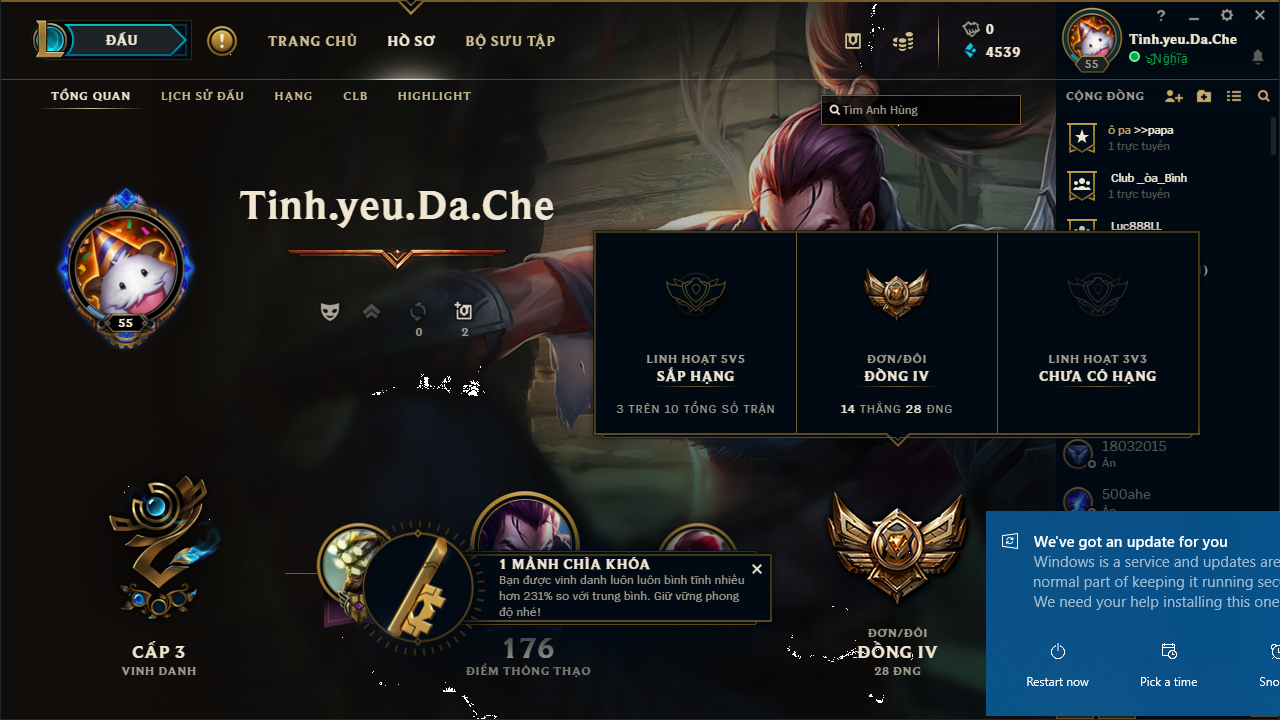 ĐẤU
TRANG CHỦ
HỒ SƠ
BỘ SƯU TẬP
0
4539
?
Tinh.yeu.Da.Che
55
TỔNG QUAN
LỊCH SỬ ĐẤU
HẠNG
CLB
HIGHLIGHT
CỘNG ĐỒNG
Tìm Anh Hùng
ô pa >>papa
1 trực tuyến
Club _òa_Bình
1 trực tuyến
Luc888LL
Tinh.yeu.Da.Che
55
0
2
LINH HOẠT 5V5
SẮP HẠNG
3 TRÊN 10 TỔNG SỐ TRẬN
ĐƠN/ĐÔI
ĐỒNG IV
14 THẮNG 28 ĐNG
LINH HOẠT 3V3
CHƯA CÓ HẠNG
18032015
Ẩn
500ahe
1 MẢNH CHÌA KHÓA
Bạn được vinh danh luôn luôn bình tĩnh nhiều
hơn 231% so với trung bình. Giữ vững phong
độ nhé!
CẤP 3
VINH DANH
176
ĐIỂM THÔNG THẠO
ĐƠN/ĐÔI
ĐỒNG IV
28 ĐNG
We've got an update for you
Windows is a service and updates are
normal part of keeping it running sec
We need your help installing this one
Restart now
Pick a time
Sno